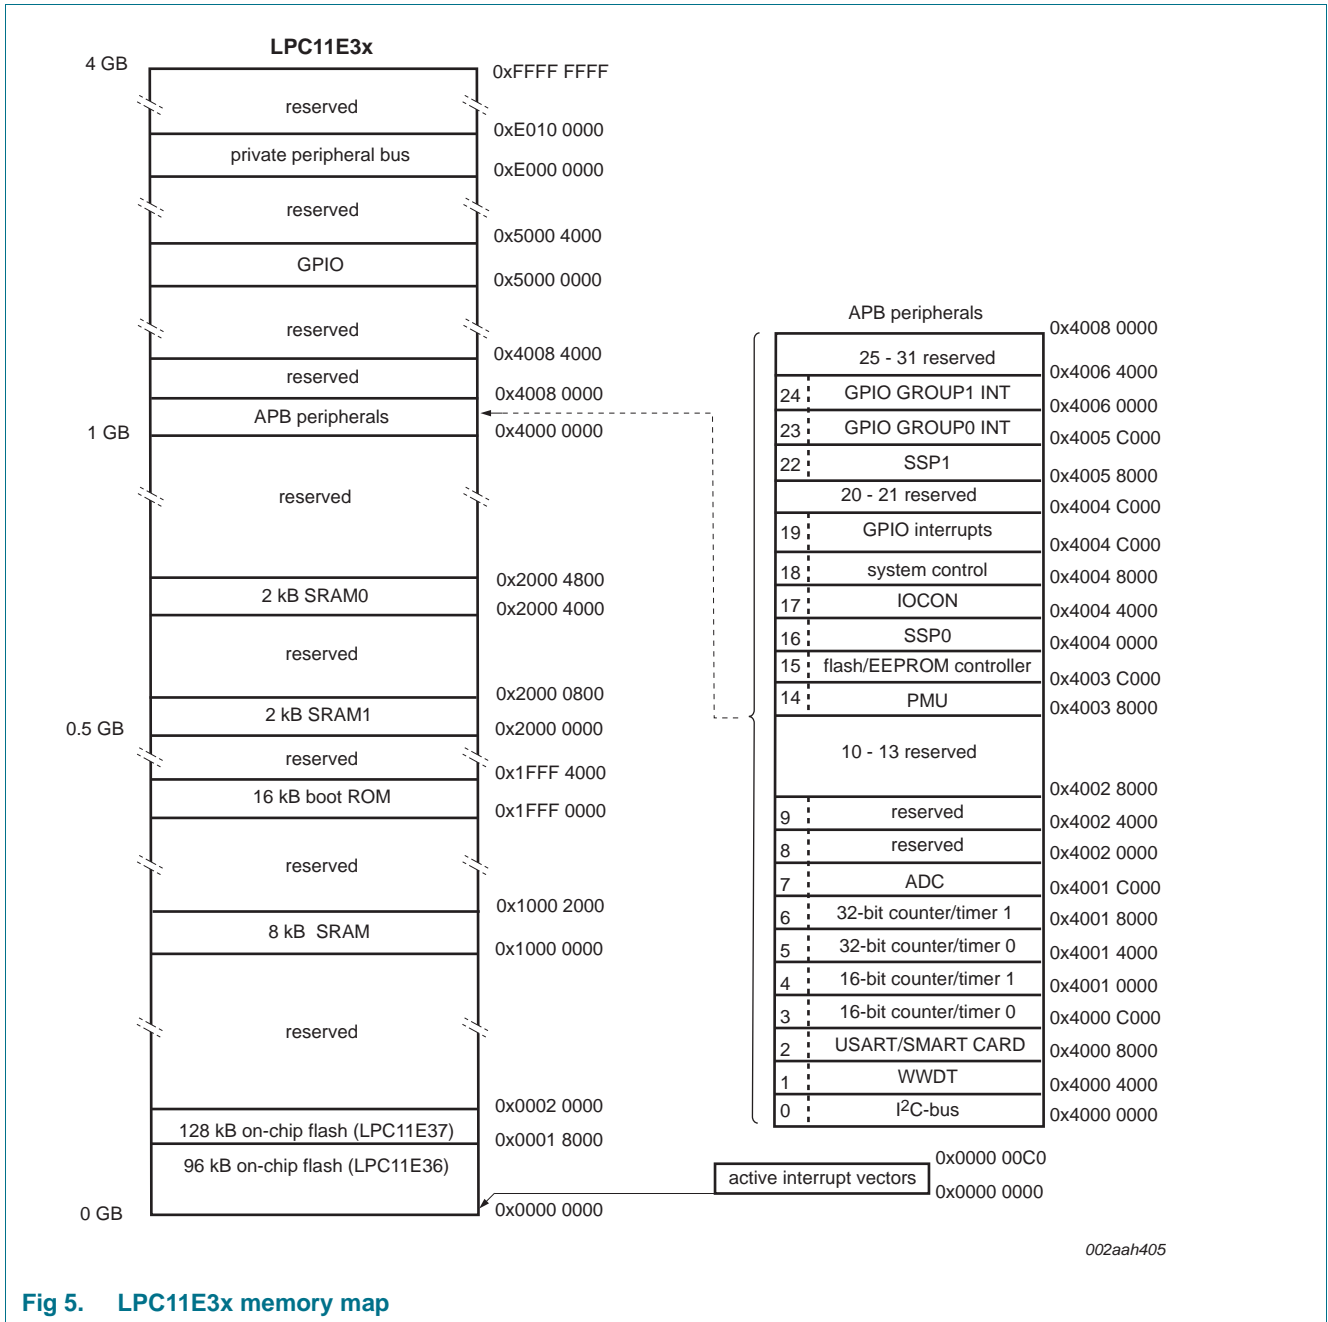 LPC11E3x
4 GB
0xFFFF FFFF
reserved
0xE010 0000
private peripheral bus
0xE000 0000
reserved
0x5000 4000
GPIO
0x5000 0000
reserved
0x4008 4000
reserved
0x4008 0000
APB peripherals
1 GB
0x4000 0000
reserved
0x2000 4800
2 kB SRAM0
0x2000 4000
reserved
0x2000 0800
2 kB SRAM1
0.5 GB
0x2000 0000
reserved
0x1FFF 4000
16 kB boot ROM
0x1FFF 0000
reserved
0x1000 2000
8 kB SRAM
0x1000 0000
reserved
0x0002 0000
128 kB on-chip flash (LPC11E37)
0x0001 8000
96 kB on-chip flash (LPC11E36)
0 GB
0x0000 0000
APB peripherals
0x4008 0000
25 - 31 reserved
0x4006 4000
24 GPIO GROUP1 INT
0x4006 0000
23 GPIO GROUP0 INT
0x4005 C000
22 SSP1
0x4005 8000
20 - 21 reserved
0x4004 C000
19 GPIO interrupts
0x4004 C000
18 system control
0x4004 8000
17 IOCON
0x4004 4000
16 SSP0
0x4004 0000
15 flash/EEPROM controller
0x4003 C000
14 PMU
0x4003 8000
10 - 13 reserved
0x4002 8000
9 reserved
0x4002 4000
8 reserved
0x4002 0000
7 ADC
0x4001 C000
6 32-bit counter/timer 1
0x4001 8000
5 32-bit counter/timer 0
0x4001 4000
4 16-bit counter/timer 1
0x4001 0000
3 16-bit counter/timer 0
0x4000 C000
2 USART/SMART CARD
0x4000 8000
1 WWDT
0x4000 4000
0 I2C-bus
0x4000 0000
0x0000 00C0
active interrupt vectors
0x0000 0000
002aah405
Fig 5. LPC11E3x memory map